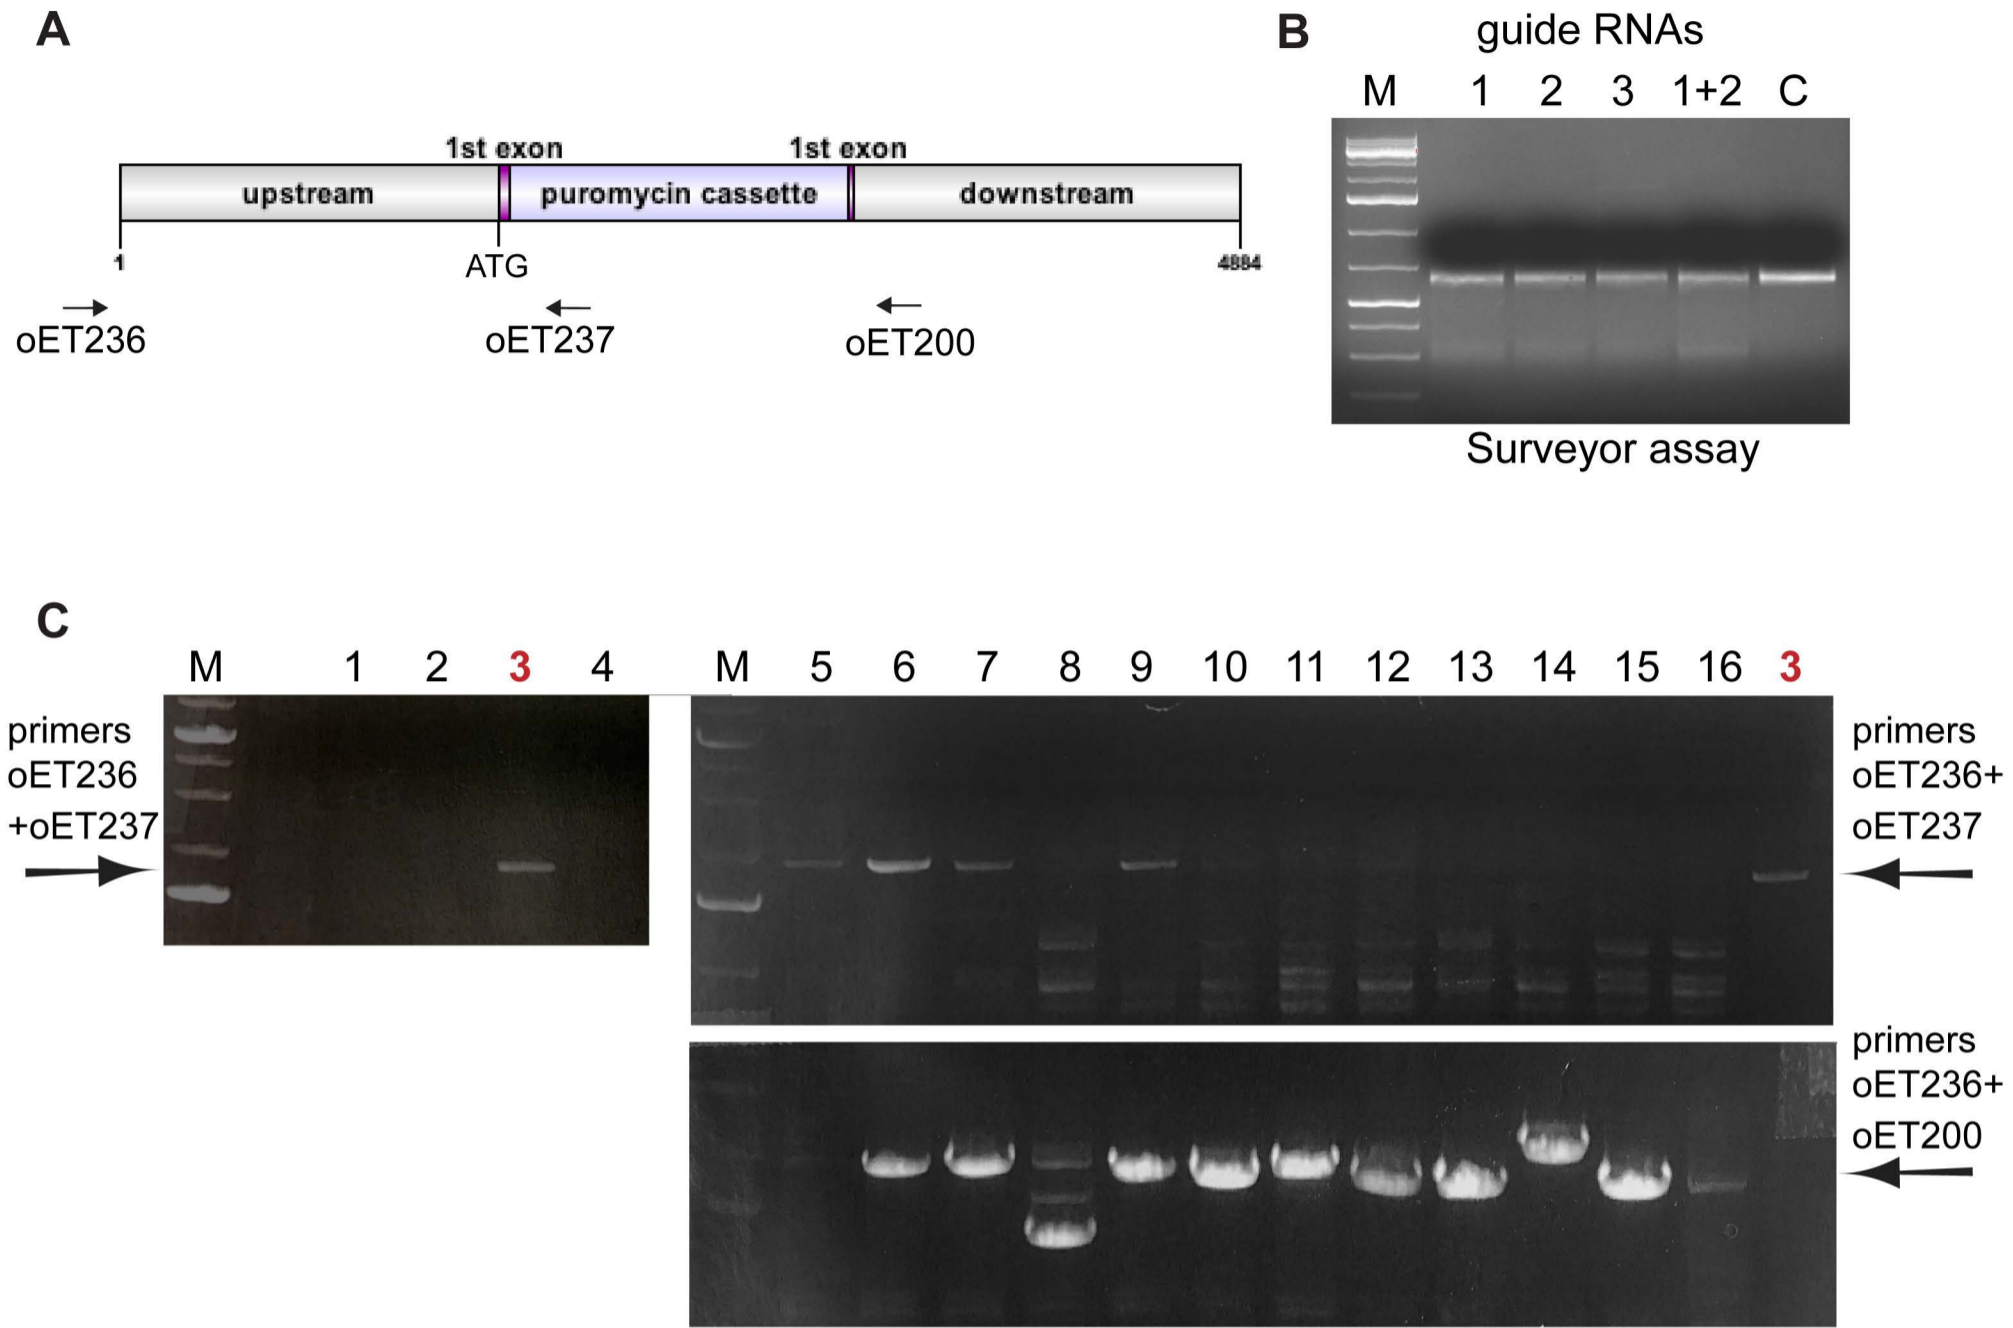 A
1st exon 1st exon
upstream puromycin cassette downstream
1 ATG 4884
oET236 oET237 oET200
B
guide RNAs
M 1 2 3 1+2 C
Surveyor assay
C
M 1 2 3 4 M 5 6 7 8 9 10 11 12 13 14 15 16 3
primers
oET236
+oET237
primers
oET236+
oET237
primers
oET236+
oET200